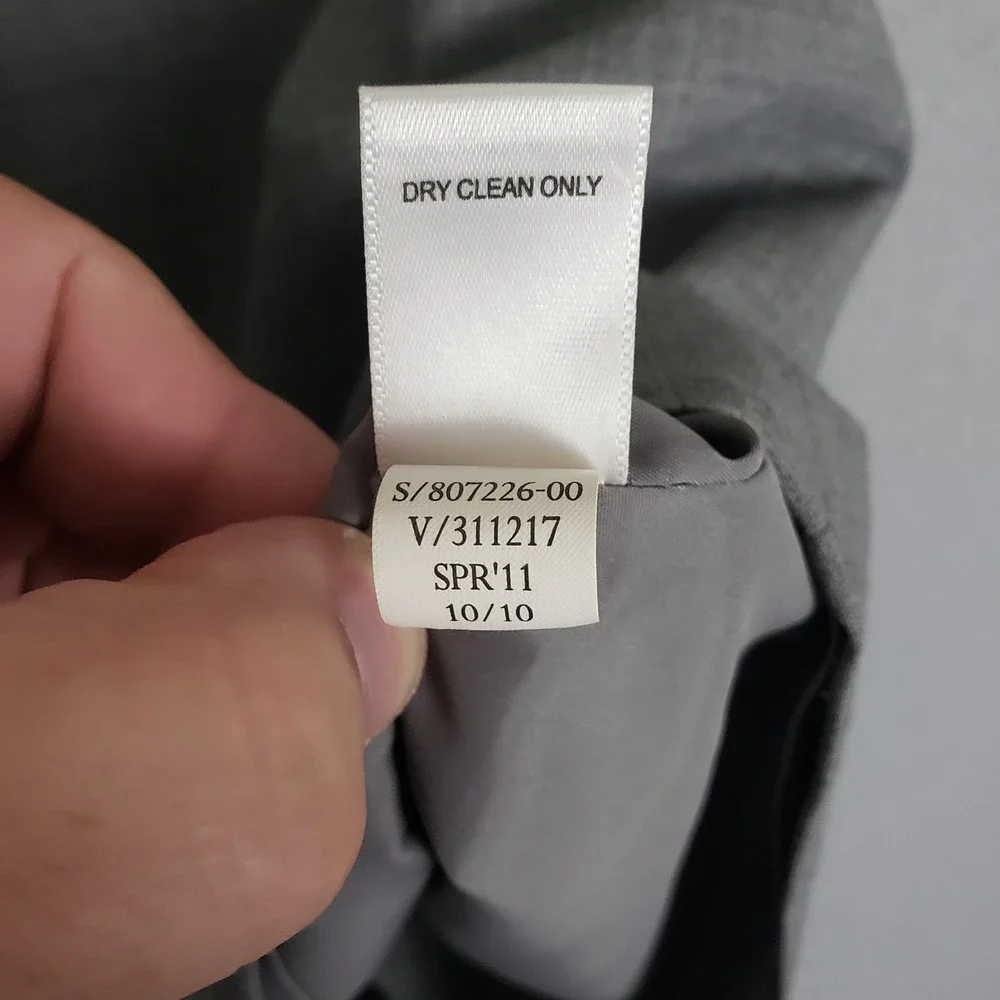 DRY CLEAN ONLY
S/807226-00
V/311217
SPR'11
10/10